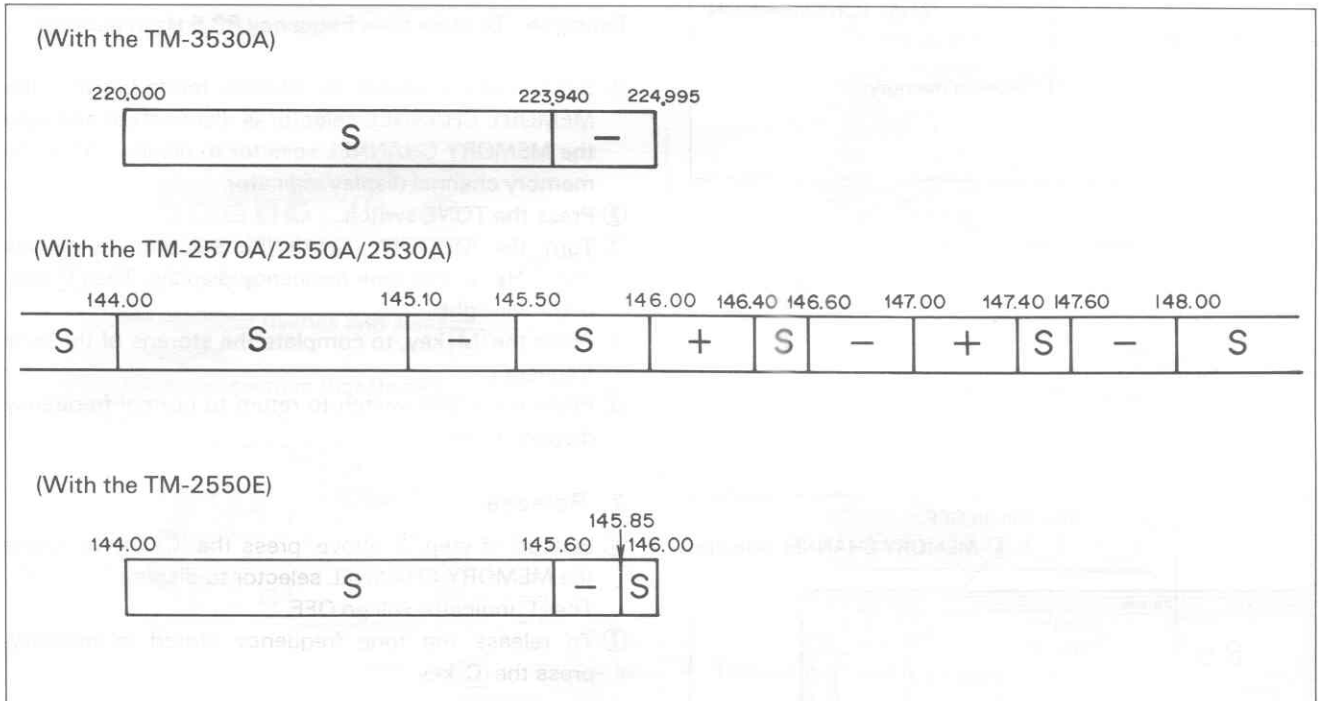 (With the TM-3530A)
220,000 223,940 224,995
S −
(With the TM-2570A/2550A/2530A)
144.00 145.10 145.50 146.00 146.40 146.60 147.00 147.40 147.60 148.00
S S S + S − + S − S
(With the TM-2550E)
145.85
144.00 145.60 146.00
S − S